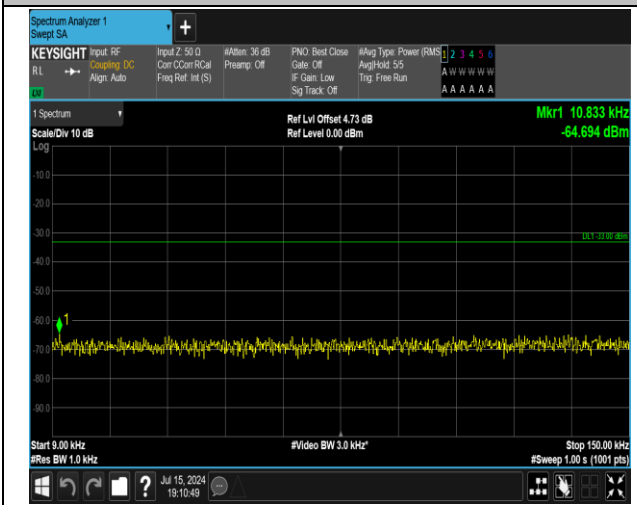 Spectrum Analyzer 1
Swept SA
+
KEYSIGHT Input: RF Input Z: 50 Ω #Atten: 36 dB PNO: Best Close #Avg Type: Power (RMS 1 2 3 4 5 6
RL Coupling: DC Corr CCorr RCal Preamp: Off Gate: Off Avg|Hold: 5/5 A W W W W W
Align: Auto Freq Ref: Int (S) IF Gain: Low Trig: Free Run
Sig Track: Off A A A A A A
1 Spectrum Ref Lvl Offset 4.73 dB Mkr1 10.833 kHz
Scale/Div 10 dB Ref Level 0.00 dBm -64.694 dBm
Log
-10.0
-20.0
-30.0 DL1 -33.00 dBm
-40.0
-50.0
-60.0 1
-70.0
-80.0
-90.0
Start 9.00 kHz #Video BW 3.0 kHz* Stop 150.00 kHz
#Res BW 1.0 kHz #Sweep 1.00 s (1001 pts)
? Jul 15, 2024
19:10:49